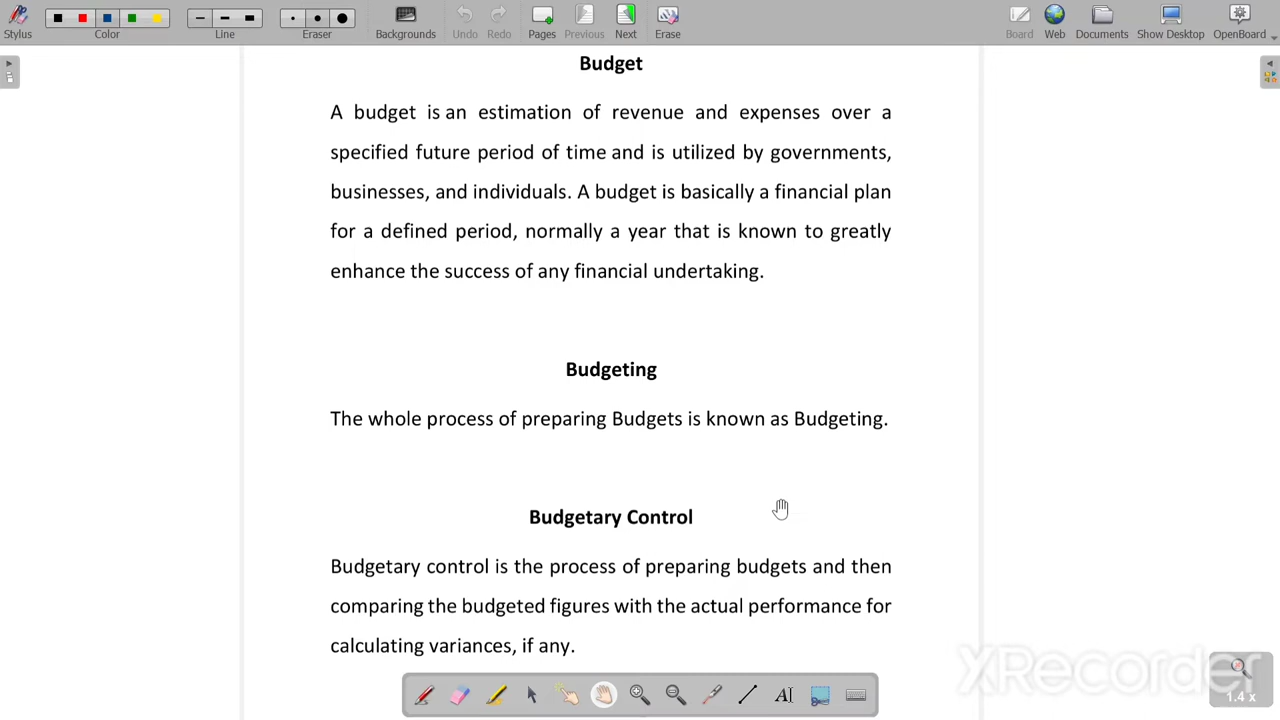 Stylus Color Line Eraser Backgrounds Undo Redo Pages Previous Next Erase Board Web Documents Show Desktop OpenBoard
Budget
A budget is an estimation of revenue and expenses over a
specified future period of time and is utilized by governments,
businesses, and individuals. A budget is basically a financial plan
for a defined period, normally a year that is known to greatly
enhance the success of any financial undertaking.
Budgeting
The whole process of preparing Budgets is known as Budgeting.
Budgetary Control
Budgetary control is the process of preparing budgets and then
comparing the budgeted figures with the actual performance for
calculating variances, if any.
XRecorder
AI
1.4 x